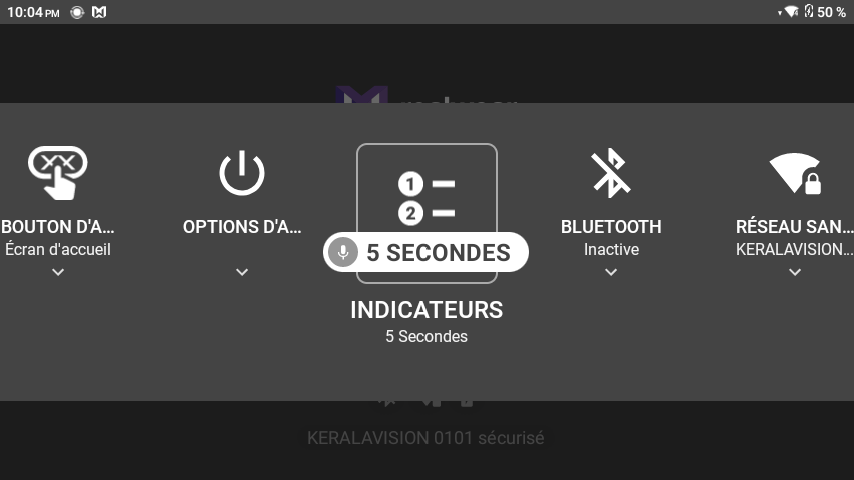 10:04 PM
50 %
BOUTON D'A...
Écran d'accueil
OPTIONS D'A...
1
2
5 SECONDES
INDICATEURS
5 Secondes
BLUETOOTH
Inactive
RÉSEAU SAN...
KERALAVISION...
KERALAVISION 0101 sécurisé